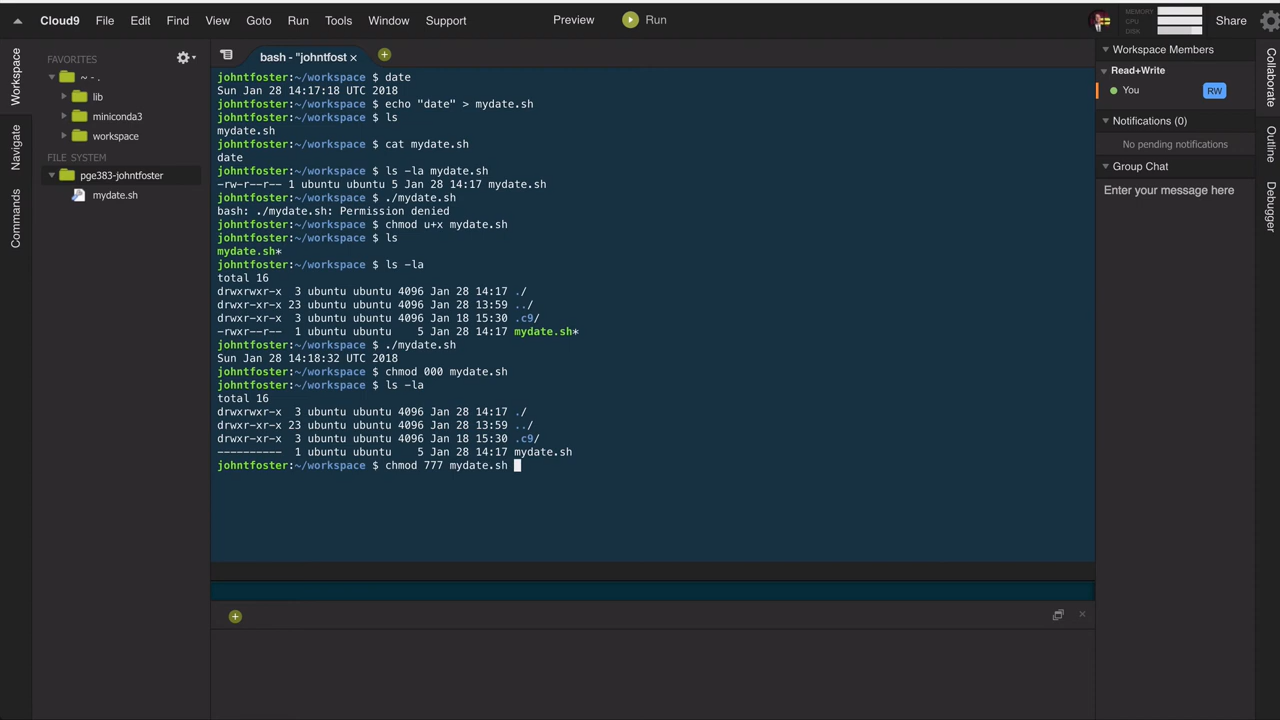 Cloud9 File Edit Find View Goto Run Tools Window Support Preview Run MEMORY CPU DISK Share
Workspace
Navigate
Commands
FAVORITES
~ - .
lib
miniconda3
workspace
FILE SYSTEM
pge383-johntfoster
mydate.sh
bash - "johntfost ×
johntfoster:~/workspace $ date
Sun Jan 28 14:17:18 UTC 2018
johntfoster:~/workspace $ echo "date" > mydate.sh
johntfoster:~/workspace $ ls
mydate.sh
johntfoster:~/workspace $ cat mydate.sh
date
johntfoster:~/workspace $ ls -la mydate.sh
-rw-r--r-- 1 ubuntu ubuntu 5 Jan 28 14:17 mydate.sh
johntfoster:~/workspace $ ./mydate.sh
bash: ./mydate.sh: Permission denied
johntfoster:~/workspace $ chmod u+x mydate.sh
johntfoster:~/workspace $ ls
mydate.sh*
johntfoster:~/workspace $ ls -la
total 16
drwxrwxr-x  3 ubuntu ubuntu 4096 Jan 28 14:17 ./
drwxr-xr-x 23 ubuntu ubuntu 4096 Jan 28 13:59 ../
drwxr-xr-x  3 ubuntu ubuntu 4096 Jan 18 15:30 .c9/
-rwxr--r--  1 ubuntu ubuntu    5 Jan 28 14:17 mydate.sh*
johntfoster:~/workspace $ ./mydate.sh
Sun Jan 28 14:18:32 UTC 2018
johntfoster:~/workspace $ chmod 000 mydate.sh
johntfoster:~/workspace $ ls -la
total 16
drwxrwxr-x  3 ubuntu ubuntu 4096 Jan 28 14:17 ./
drwxr-xr-x 23 ubuntu ubuntu 4096 Jan 28 13:59 ../
drwxr-xr-x  3 ubuntu ubuntu 4096 Jan 18 15:30 .c9/
----------  1 ubuntu ubuntu    5 Jan 28 14:17 mydate.sh
johntfoster:~/workspace $ chmod 777 mydate.sh
Workspace Members
Read+Write
You RW
Notifications (0)
No pending notifications
Group Chat
Enter your message here
Collaborate
Outline
Debugger